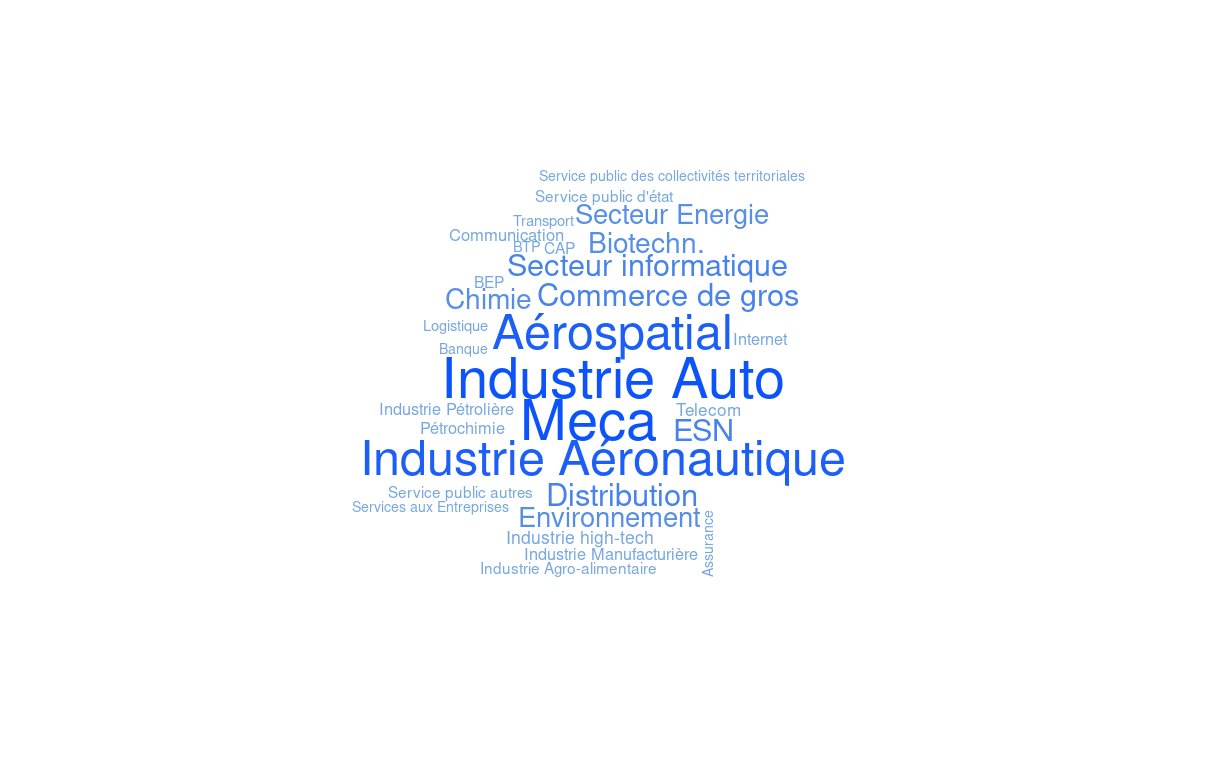 Service public des collectivités territoriales
Service public d'état
Secteur Energie
Transport
Communication
Biotechn.
BTP
CAP
Secteur informatique
BEP
Chimie
Commerce de gros
Logistique
Aérospatial
Internet
Banque
Industrie Auto
Industrie Pétrolière
Meca
Telecom
Pétrochimie
ESN
Industrie Aéronautique
Service public autres
Distribution
Services aux Entreprises
Environnement
Assurance
Industrie high-tech
Industrie Manufacturière
Industrie Agro-alimentaire